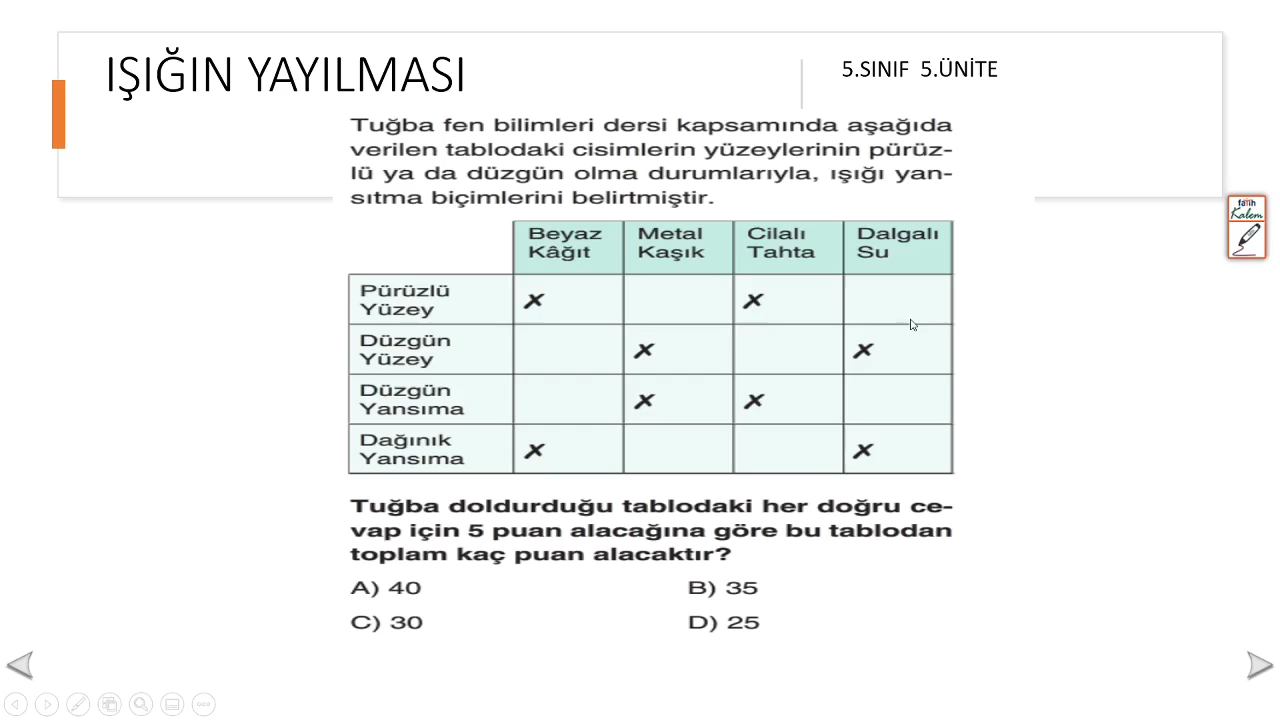 IŞIĞIN YAYILMASI
5.SINIF 5.ÜNİTE
Tuğba fen bilimleri dersi kapsamında aşağıda
verilen tablodaki cisimlerin yüzeylerinin pürüz-
lü ya da düzgün olma durumlarıyla, ışığı yan-
sıtma biçimlerini belirtmiştir.
fatih
Kalem
Beyaz Kâğıt Metal Kaşık Cilalı Tahta Dalgalı Su
Pürüzlü Yüzey x x
Düzgün Yüzey x x
Düzgün Yansıma x x
Dağınık Yansıma x x
Tuğba doldurduğu tablodaki her doğru ce-
vap için 5 puan alacağına göre bu tablodan
toplam kaç puan alacaktır?
A) 40 B) 35
C) 30 D) 25